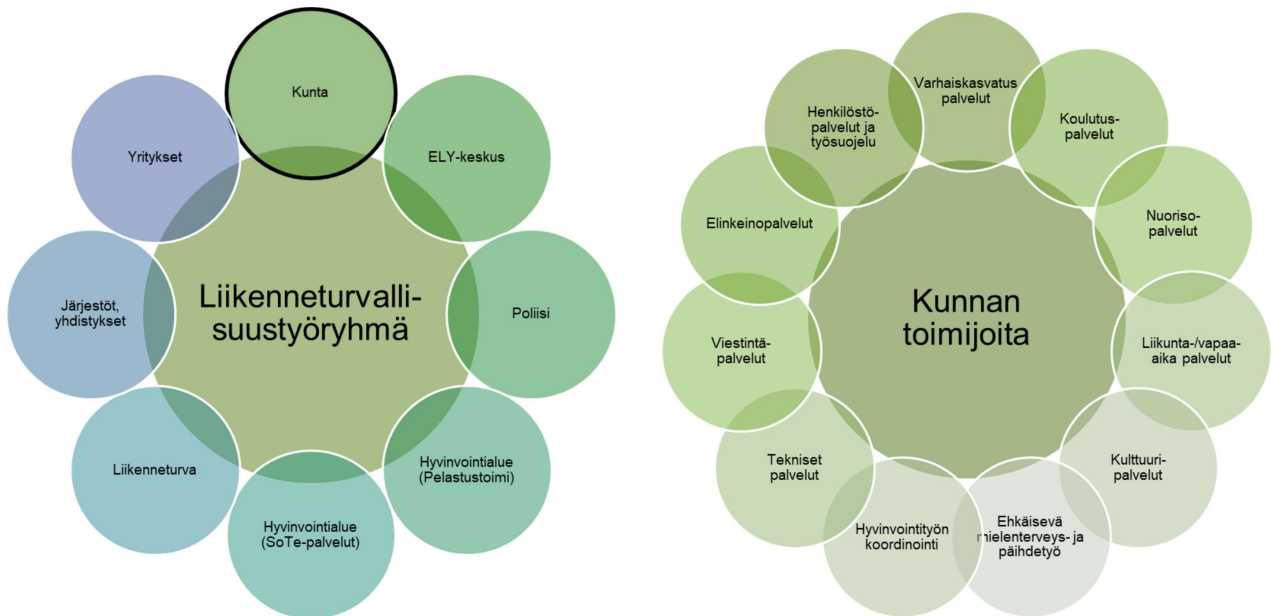 Kunta
ELY-keskus
Poliisi
Hyvinvointialue
(Pelastustoimi)
Hyvinvointialue
(SoTe-palvelut)
Liikenneturva
Järjestöt,
yhdistykset
Yritykset
Liikenneturvalli-
suustyöryhmä
Varhaiskasvatus
palvelut
Koulutus-
palvelut
Nuoriso-
palvelut
Liikunta-/vapaa-
aika palvelut
Kulttuuri-
palvelut
Ehkäisevä
mielenterveys- ja
päihdetyö
Hyvinvointityön
koordinointi
Tekniset
palvelut
Viestintä-
palvelut
Elinkeinopalvelut
Henkilöstö-
palvelut ja
työsuojelu
Kunnan
toimijoita